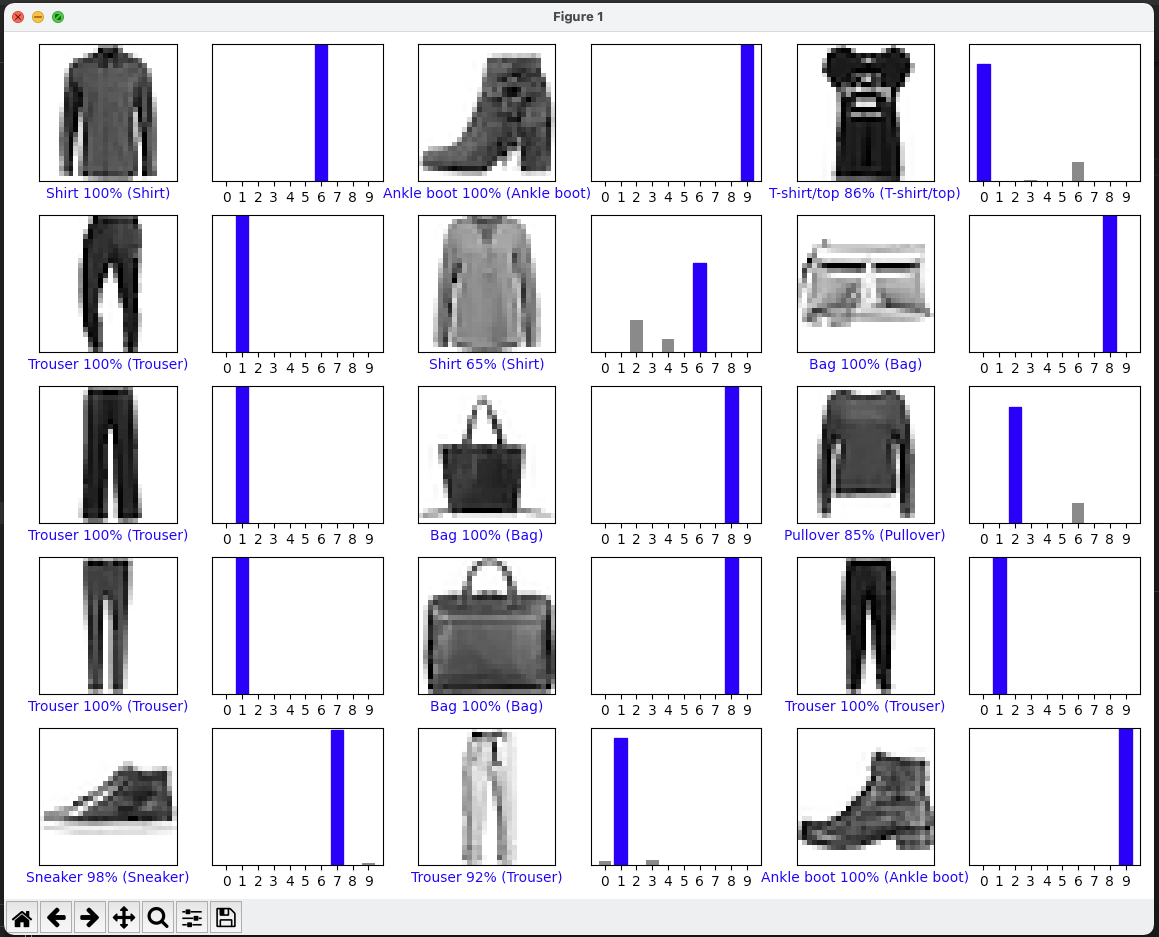 Figure 1
0 1 2 3 4 5 6 7 8 9
0 1 2 3 4 5 6 7 8 9
0 1 2 3 4 5 6 7 8 9
Shirt 100% (Shirt)
Ankle boot 100% (Ankle boot)
T-shirt/top 86% (T-shirt/top)
0 1 2 3 4 5 6 7 8 9
0 1 2 3 4 5 6 7 8 9
0 1 2 3 4 5 6 7 8 9
Trouser 100% (Trouser)
Shirt 65% (Shirt)
Bag 100% (Bag)
0 1 2 3 4 5 6 7 8 9
0 1 2 3 4 5 6 7 8 9
0 1 2 3 4 5 6 7 8 9
Trouser 100% (Trouser)
Bag 100% (Bag)
Pullover 85% (Pullover)
0 1 2 3 4 5 6 7 8 9
0 1 2 3 4 5 6 7 8 9
0 1 2 3 4 5 6 7 8 9
Trouser 100% (Trouser)
Bag 100% (Bag)
Trouser 100% (Trouser)
0 1 2 3 4 5 6 7 8 9
0 1 2 3 4 5 6 7 8 9
0 1 2 3 4 5 6 7 8 9
Sneaker 98% (Sneaker)
Trouser 92% (Trouser)
Ankle boot 100% (Ankle boot)